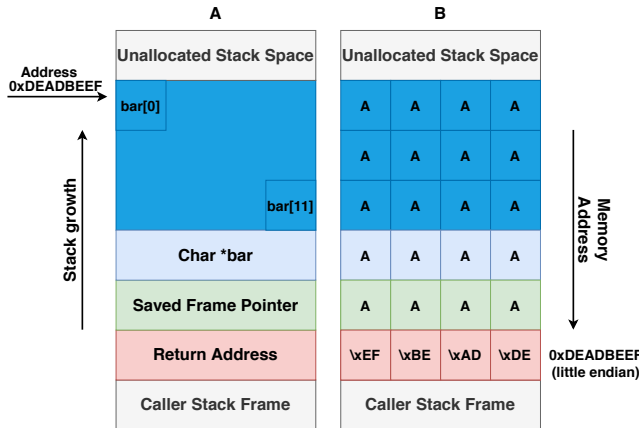 A
B
Unallocated Stack Space
Unallocated Stack Space
Address
0xDEADBEEF
bar[0]
A A A A
A A A A
bar[11]
A A A A
Stack growth
Memory
Address
Char *bar
A A A A
Saved Frame Pointer
A A A A
Return Address
\xEF \xBE \xAD \xDE
0xDEADBEEF
(little endian)
Caller Stack Frame
Caller Stack Frame